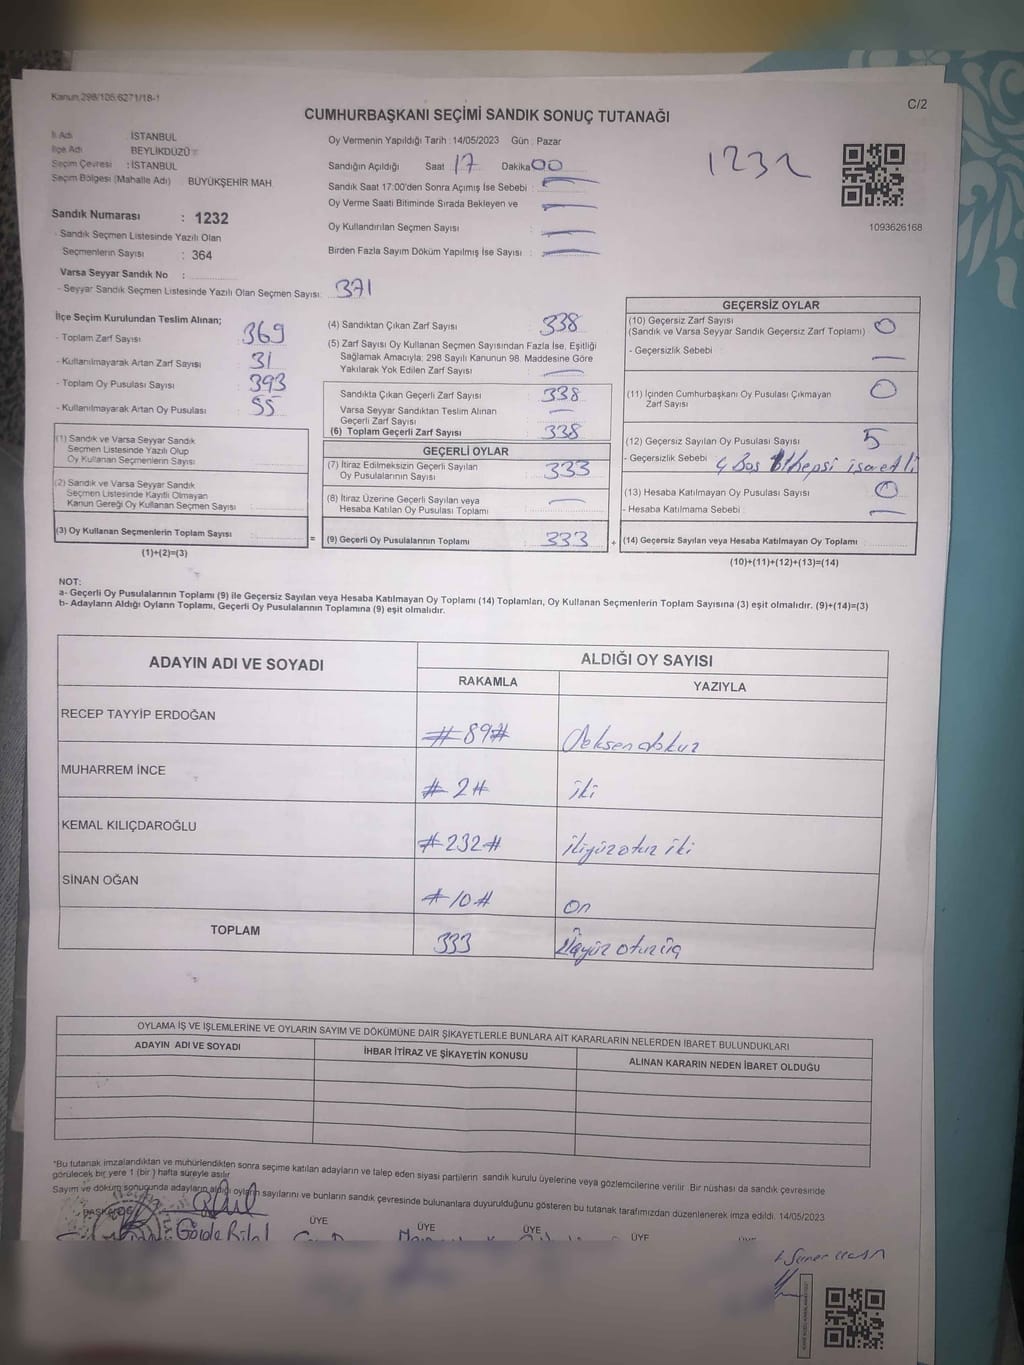 Kanun 298/105.6271/18-1
C/2
CUMHURBAŞKANI SEÇİMİ SANDIK SONUÇ TUTANAĞI
İl Adı İSTANBUL
İlçe Adı BEYLİKDÜZÜ
Seçim Çevresi : İSTANBUL
Seçim Bölgesi (Mahalle Adı) BÜYÜKŞEHİR MAH.
Sandık Numarası : 1232
- Sandık Seçmen Listesinde Yazılı Olan
Seçmenlerin Sayısı : 364
Varsa Seyyar Sandık No :
- Seyyar Sandık Seçmen Listesinde Yazılı Olan Seçmen Sayısı: 371
Oy Vermenin Yapıldığı Tarih : 14/05/2023 Gün : Pazar
Sandığın Açıldığı Saat 17 Dakika 00
Sandık Saat 17:00'den Sonra Açımış İse Sebebi :
Oy Verme Saati Bitiminde Sırada Bekleyen ve
Oy Kullandırılan Seçmen Sayısı :
Birden Fazla Sayım Döküm Yapılmış İse Sayısı :
1232
1093626168
İlçe Seçim Kurulundan Teslim Alınan;
- Toplam Zarf Sayısı : 369
- Kullanılmayarak Artan Zarf Sayısı : 31
- Toplam Oy Pusulası Sayısı : 393
- Kullanılmayarak Artan Oy Pusulası : 55
(1) Sandık ve Varsa Seyyar Sandık
Seçmen Listesinde Yazılı Olup
Oy Kullanan Seçmenlerin Sayısı
(2) Sandık ve Varsa Seyyar Sandık
Seçmen Listesinde Kayıtlı Olmayan
Kanun Gereği Oy Kullanan Seçmen Sayısı
(3) Oy Kullanan Seçmenlerin Toplam Sayısı
(1)+(2)=(3)
(4) Sandıktan Çıkan Zarf Sayısı 338
(5) Zarf Sayısı Oy Kullanan Seçmen Sayısından Fazla İse, Eşitliği
Sağlamak Amacıyla; 298 Sayılı Kanunun 98. Maddesine Göre
Yakılarak Yok Edilen Zarf Sayısı
Sandıkta Çıkan Geçerli Zarf Sayısı 338
Varsa Seyyar Sandıktan Teslim Alınan
Geçerli Zarf Sayısı
(6) Toplam Geçerli Zarf Sayısı 338
GEÇERLİ OYLAR
(7) İtiraz Edilmeksizin Geçerli Sayılan
Oy Pusulalarının Sayısı 333
(8) İtiraz Üzerine Geçerli Sayılan veya
Hesaba Katılan Oy Pusulası Toplamı
= (9) Geçerli Oy Pusulalarının Toplamı 333
GEÇERSİZ OYLAR
(10) Geçersiz Zarf Sayısı
(Sandık ve Varsa Seyyar Sandık Geçersiz Zarf Toplamı) 0
- Geçersizlik Sebebi :
(11) İçinden Cumhurbaşkanı Oy Pusulası Çıkmayan
Zarf Sayısı 0
(12) Geçersiz Sayılan Oy Pusulası Sayısı 5
- Geçersizlik Sebebi : 4 Boş hepsi işaretli
(13) Hesaba Katılmayan Oy Pusulası Sayısı 0
- Hesaba Katılmama Sebebi :
+ (14) Geçersiz Sayılan veya Hesaba Katılmayan Oy Toplamı
(10)+(11)+(12)+(13)=(14)
NOT:
a- Geçerli Oy Pusulalarının Toplamı (9) ile Geçersiz Sayılan veya Hesaba Katılmayan Oy Toplamı (14) Toplamları, Oy Kullanan Seçmenlerin Toplam Sayısına (3) eşit olmalıdır. (9)+(14)=(3)
b- Adayların Aldığı Oyların Toplamı, Geçerli Oy Pusulalarının Toplamına (9) eşit olmalıdır.
ADAYIN ADI VE SOYADI
ALDIĞI OY SAYISI
RAKAMLA YAZIYLA
RECEP TAYYİP ERDOĞAN #89# Seksen dokuz
MUHARREM İNCE #2# iki
KEMAL KILIÇDAROĞLU #232# ikiyüzotuz iki
SİNAN OĞAN #10# On
TOPLAM 333 Üçyüz otuzüç
OYLAMA İŞ VE İŞLEMLERİNE VE OYLARIN SAYIM VE DÖKÜMÜNE DAİR ŞİKAYETLERLE BUNLARA AİT KARARLARIN NELERDEN İBARET BULUNDUKLARI
ADAYIN ADI VE SOYADI İHBAR İTİRAZ VE ŞİKAYETİN KONUSU ALINAN KARARIN NEDEN İBARET OLDUĞU
*Bu tutanak imzalandıktan ve mühürlendikten sonra seçime katılan adayların ve talep eden siyasi partilerin sandık kurulu üyelerine veya gözlemcilerine verilir. Bir nüshası da sandık çevresinde
görülecek bir yere 1 (bir) hafta süreyle asılır.
Sayım ve döküm sonucunda adayların aldığı oyların sayılarını ve bunların sandık çevresinde bulunanlara duyurulduğunu gösteren bu tutanak tarafımızdan düzenlenerek imza edildi. 14/05/2023
BAŞKAN ÜYE ÜYE ÜYE ÜYE